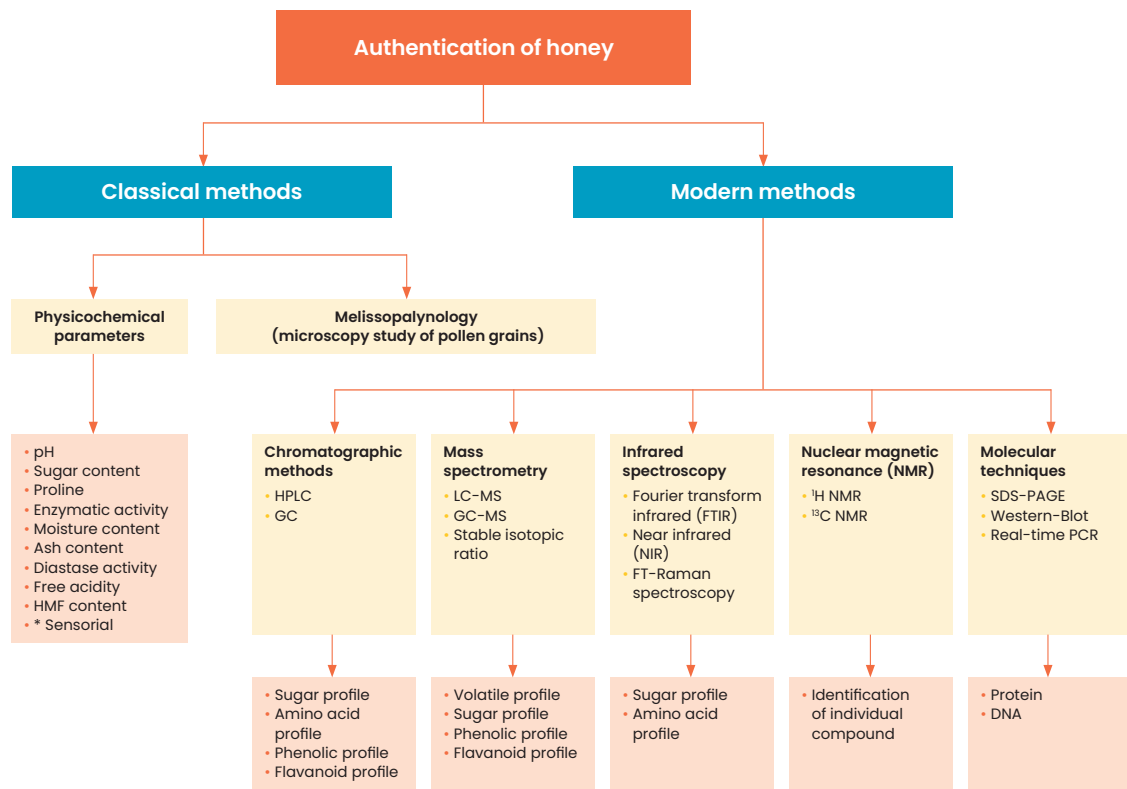 Authentication of honey
Classical methods
Modern methods
Physicochemical
parameters
Melissopalynology
(microscopy study of pollen grains)
• pH
• Sugar content
• Proline
• Enzymatic activity
• Moisture content
• Ash content
• Diastase activity
• Free acidity
• HMF content
• * Sensorial
Chromatographic
methods
• HPLC
• GC
Mass
spectrometry
• LC-MS
• GC-MS
• Stable isotopic
ratio
Infrared
spectroscopy
• Fourier transform
infrared (FTIR)
• Near infrared
(NIR)
• FT-Raman
spectroscopy
Nuclear magnetic
resonance (NMR)
• ¹H NMR
• ¹³C NMR
Molecular
techniques
• SDS-PAGE
• Western-Blot
• Real-time PCR
• Sugar profile
• Amino acid
profile
• Phenolic profile
• Flavanoid profile
• Volatile profile
• Sugar profile
• Phenolic profile
• Flavanoid profile
• Sugar profile
• Amino acid
profile
• Identification
of individual
compound
• Protein
• DNA